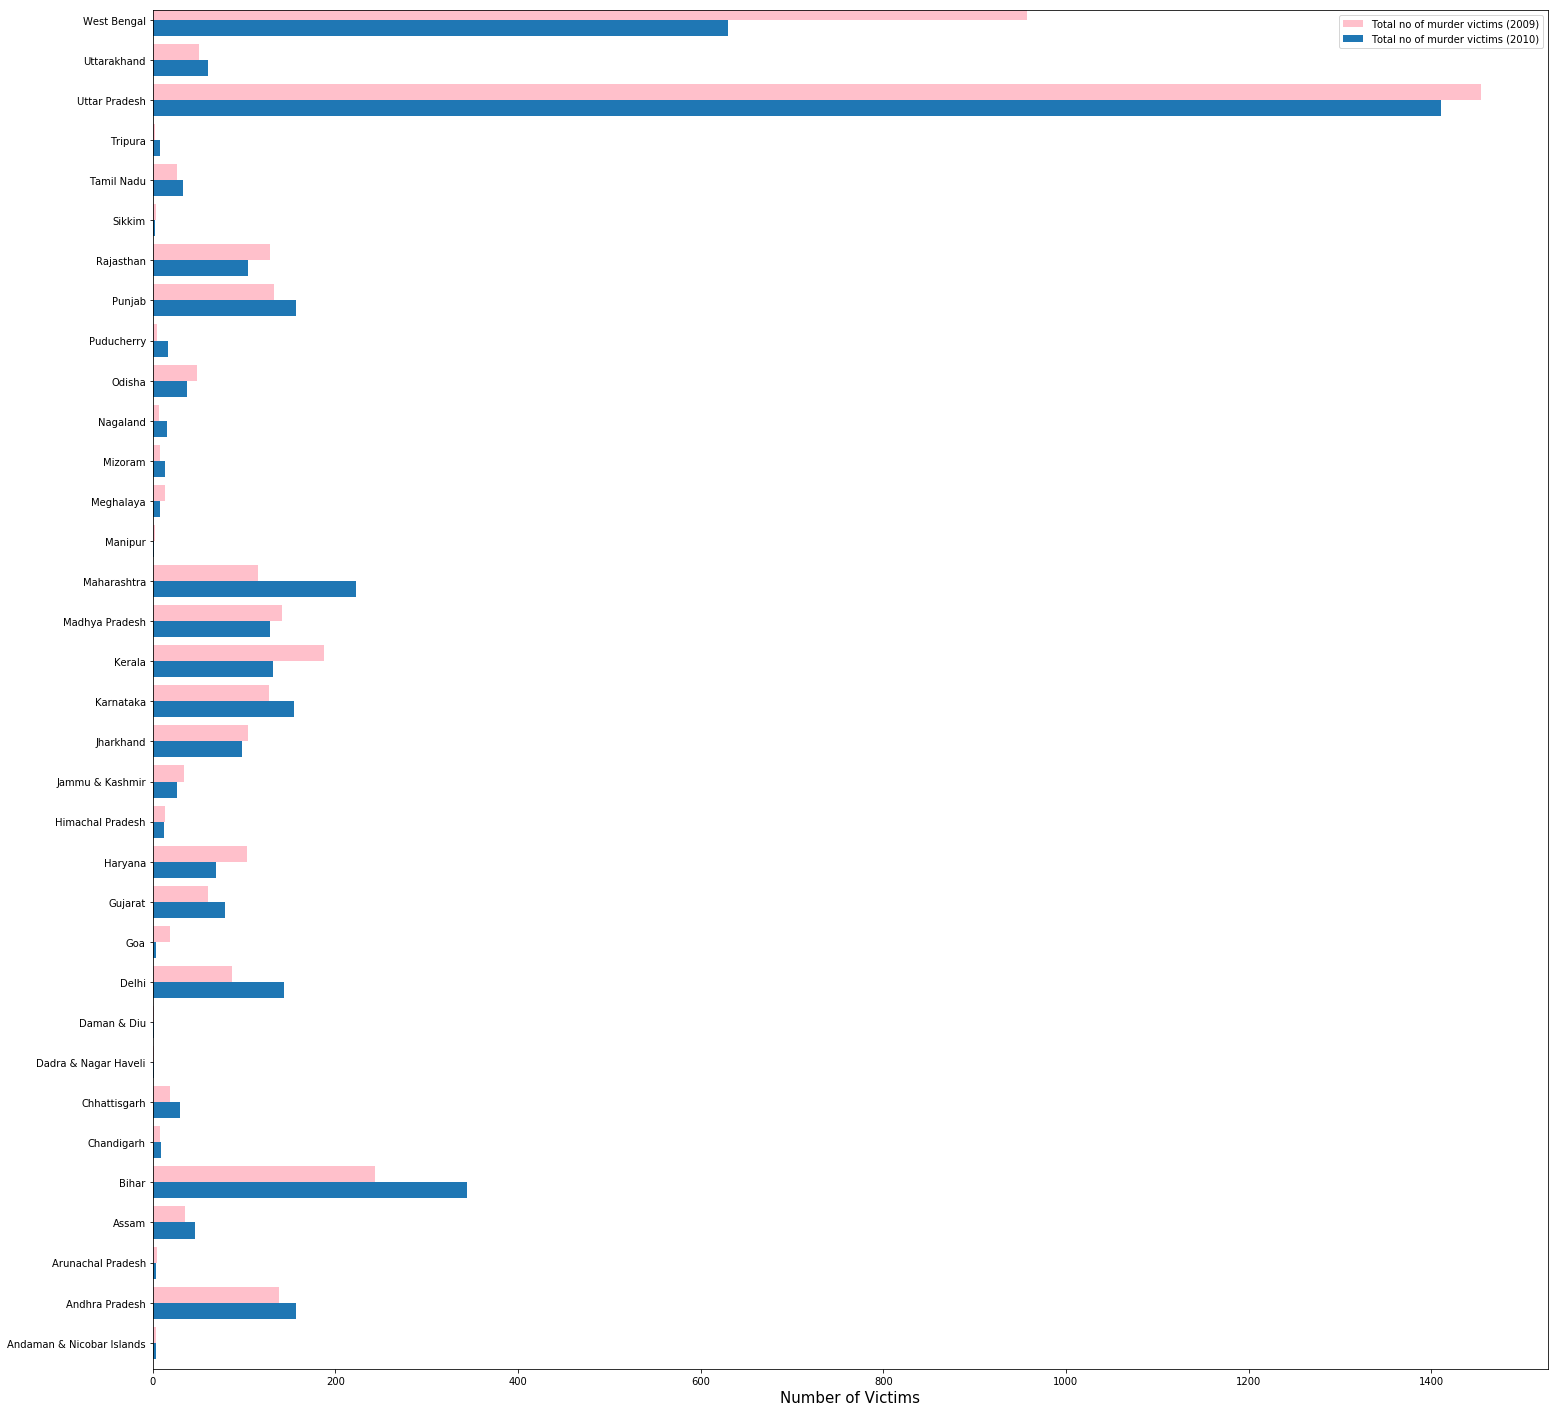 West Bengal
Total no of murder victims (2009)
Total no of murder victims (2010)
Uttarakhand
Uttar Pradesh
Tripura
Tamil Nadu
Sikkim
Rajasthan
Punjab
Puducherry
Odisha
Nagaland
Mizoram
Meghalaya
Manipur
Maharashtra
Madhya Pradesh
Kerala
Karnataka
Jharkhand
Jammu & Kashmir
Himachal Pradesh
Haryana
Gujarat
Goa
Delhi
Daman & Diu
Dadra & Nagar Haveli
Chhattisgarh
Chandigarh
Bihar
Assam
Arunachal Pradesh
Andhra Pradesh
Andaman & Nicobar Islands
0 200 400 600 800 1000 1200 1400
Number of Victims